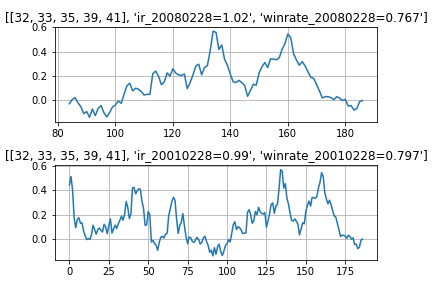 [[32, 33, 35, 39, 41], 'ir_20080228=1.02', 'winrate_20080228=0.767']
0.6
0.4
0.2
0.0
80 100 120 140 160 180
[[32, 33, 35, 39, 41], 'ir_20010228=0.99', 'winrate_20010228=0.797']
0.6
0.4
0.2
0.0
0 25 50 75 100 125 150 175